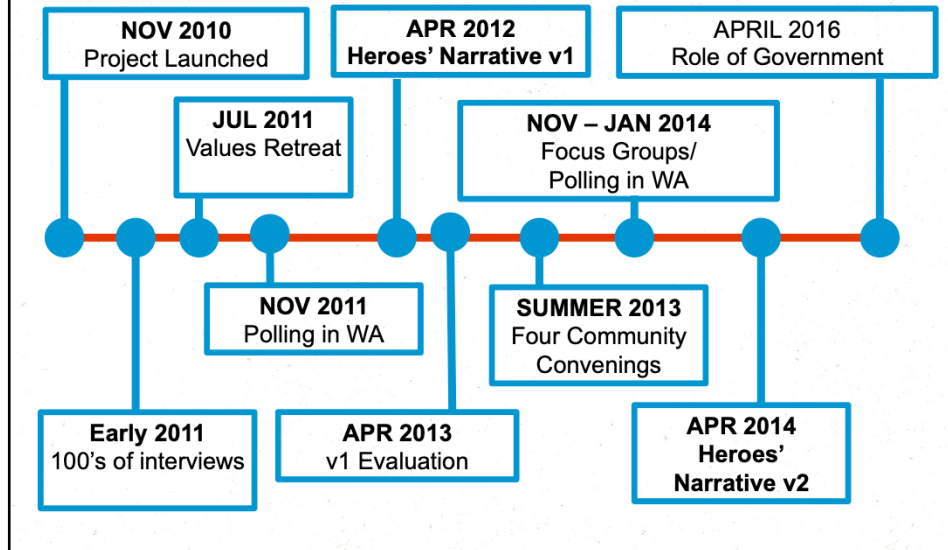 NOV 2010
Project Launched
APR 2012
Heroes’ Narrative v1
APRIL 2016
Role of Government
JUL 2011
Values Retreat
NOV – JAN 2014
Focus Groups/
Polling in WA
NOV 2011
Polling in WA
SUMMER 2013
Four Community
Convenings
Early 2011
100’s of interviews
APR 2013
v1 Evaluation
APR 2014
Heroes’
Narrative v2